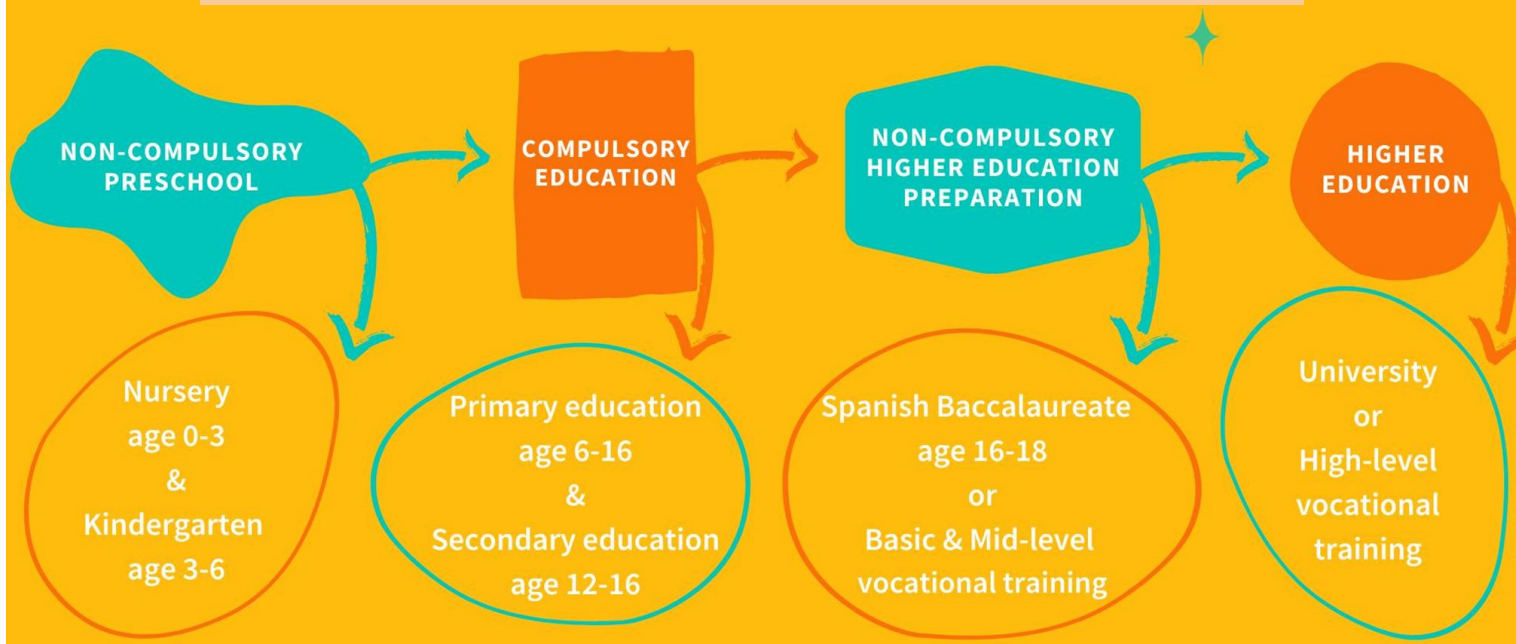 NON-COMPULSORY
PRESCHOOL
COMPULSORY
EDUCATION
NON-COMPULSORY
HIGHER EDUCATION
PREPARATION
HIGHER
EDUCATION
Nursery
age 0-3
&
Kindergarten
age 3-6
Primary education
age 6-16
&
Secondary education
age 12-16
Spanish Baccalaureate
age 16-18
or
Basic & Mid-level
vocational training
University
or
High-level
vocational
training